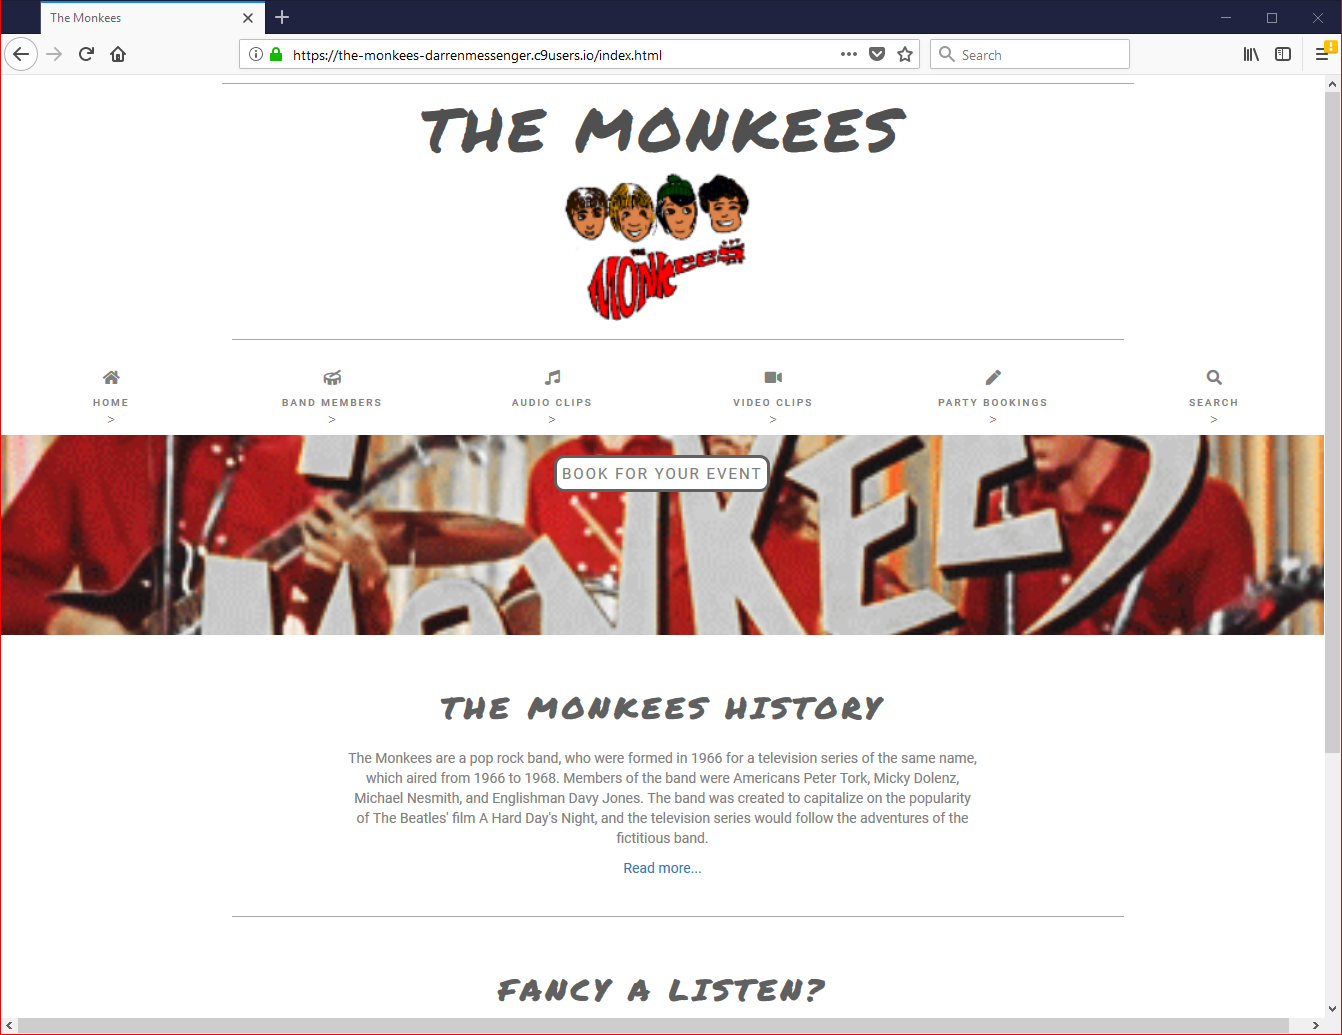 The Monkees
https://the-monkees-darrenmessenger.c9users.io/index.html
Search
THE MONKEES
THE
MONKEES
HOME
BAND MEMBERS
AUDIO CLIPS
VIDEO CLIPS
PARTY BOOKINGS
SEARCH
> > > > > >
BOOK FOR YOUR EVENT
MONKEES
THE MONKEES HISTORY
The Monkees are a pop rock band, who were formed in 1966 for a television series of the same name,
which aired from 1966 to 1968. Members of the band were Americans Peter Tork, Micky Dolenz,
Michael Nesmith, and Englishman Davy Jones. The band was created to capitalize on the popularity
of The Beatles' film A Hard Day's Night, and the television series would follow the adventures of the
fictitious band.
Read more...
FANCY A LISTEN?